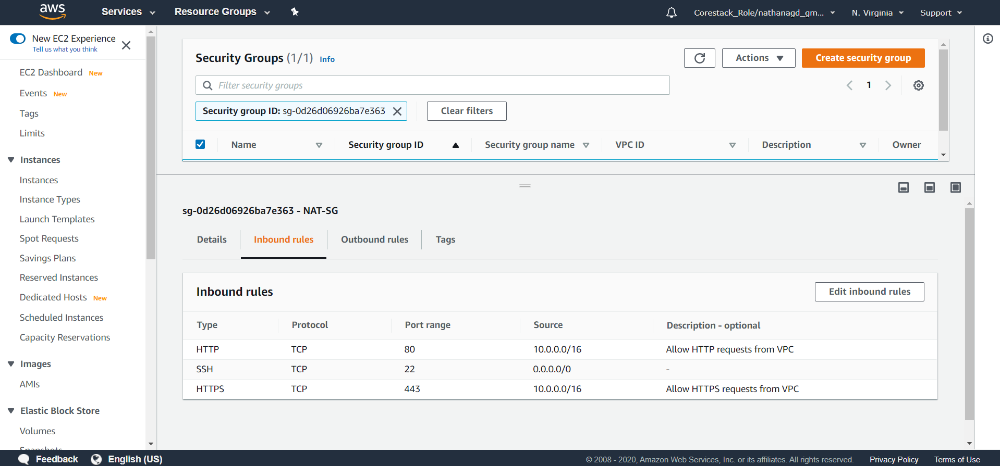 aws
Services
Resource Groups
Corestack_Role/nathanagd_gm...
N. Virginia
Support
New EC2 Experience
Tell us what you think
EC2 Dashboard New
Events New
Tags
Limits
Instances
Instances
Instance Types
Launch Templates
Spot Requests
Savings Plans
Reserved Instances
Dedicated Hosts New
Scheduled Instances
Capacity Reservations
Images
AMIs
Elastic Block Store
Volumes
Snapshots
Security Groups (1/1) Info
Actions
Create security group
Filter security groups
1
Security group ID: sg-0d26d06926ba7e363
Clear filters
Name Security group ID Security group name VPC ID Description Owner
sg-0d26d06926ba7e363 - NAT-SG
Details Inbound rules Outbound rules Tags
Inbound rules
Edit inbound rules
Type Protocol Port range Source Description - optional
HTTP TCP 80 10.0.0.0/16 Allow HTTP requests from VPC
SSH TCP 22 0.0.0.0/0 -
HTTPS TCP 443 10.0.0.0/16 Allow HTTPS requests from VPC
Feedback
English (US)
© 2008 - 2020, Amazon Web Services, Inc. or its affiliates. All rights reserved.
Privacy Policy
Terms of Use